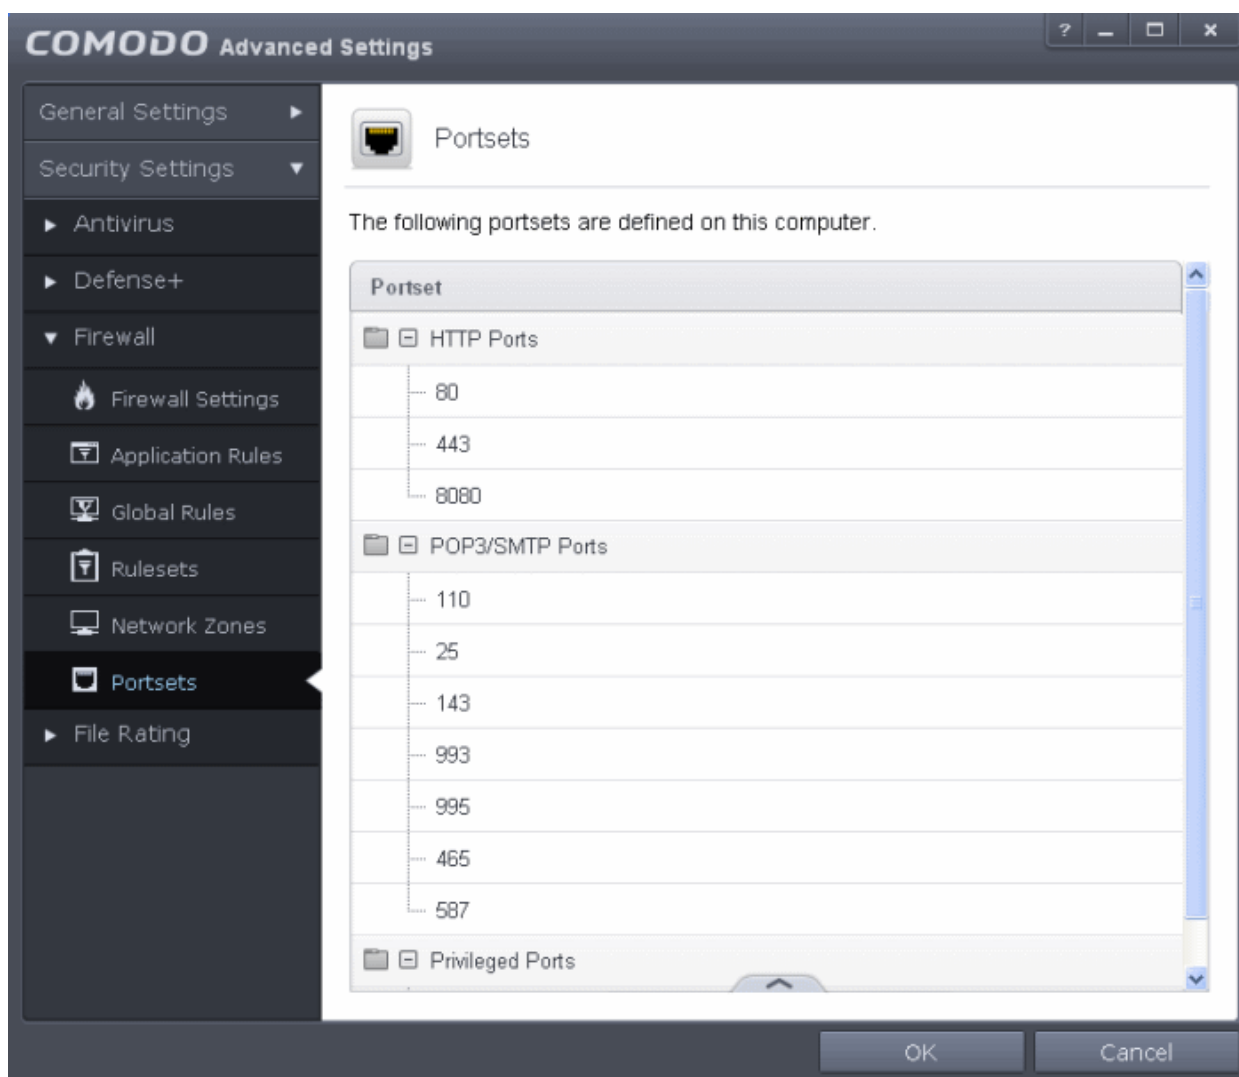 COMODO Advanced Settings
?
General Settings
Security Settings
Antivirus
Defense+
Firewall
Firewall Settings
Application Rules
Global Rules
Rulesets
Network Zones
Portsets
File Rating
Portsets
The following portsets are defined on this computer.
Portset
HTTP Ports
80
443
8080
POP3/SMTP Ports
110
25
143
993
995
465
587
Privileged Ports
OK
Cancel